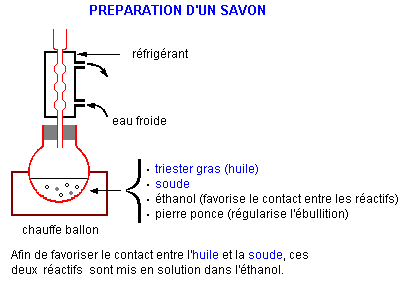 PREPARATION D'UN SAVON
réfrigérant
eau froide
triester gras (huile)
soude
éthanol (favorise le contact entre les réactifs)
pierre ponce (régularise l'ébullition)
chauffe ballon
Afin de favoriser le contact entre l'huile et la soude, ces
deux réactifs sont mis en solution dans l'éthanol.